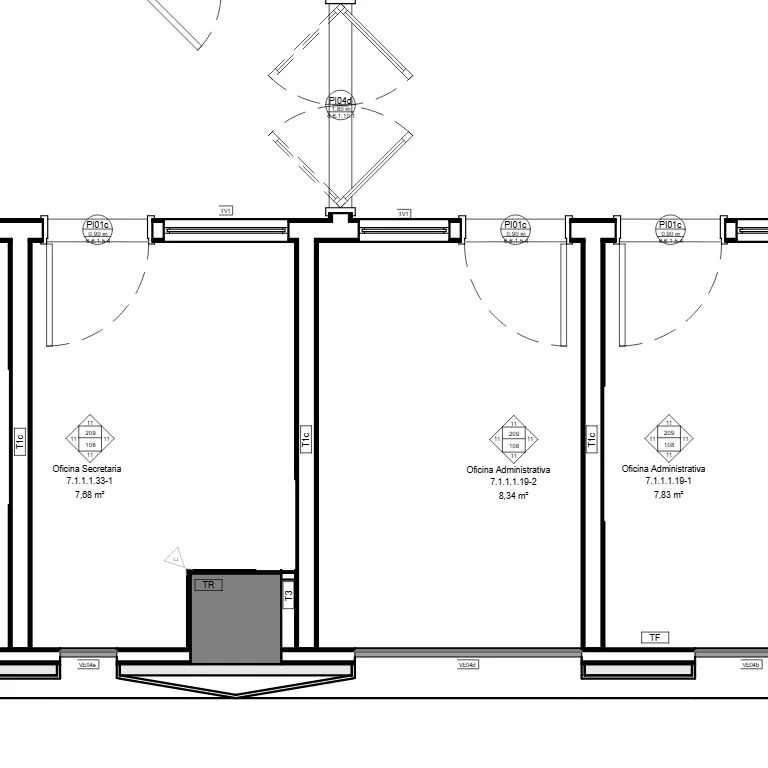 PI04d
1.80 m
TV1
TV1
PI01c
0.90 m
PI01c
0.90 m
PI01c
0.90 m
11
209
11
11
108
11
11
209
11
11
108
11
11
209
11
11
108
11
T1c
T1c
T1c
Oficina Secretaria
7.1.1.1.33-1
7,68 m²
Oficina Administrativa
7.1.1.1.19-2
8,34 m²
Oficina Administrativa
7.1.1.1.19-1
7,83 m²
TR
T3
TF
VE04a
VE04d
VE04b